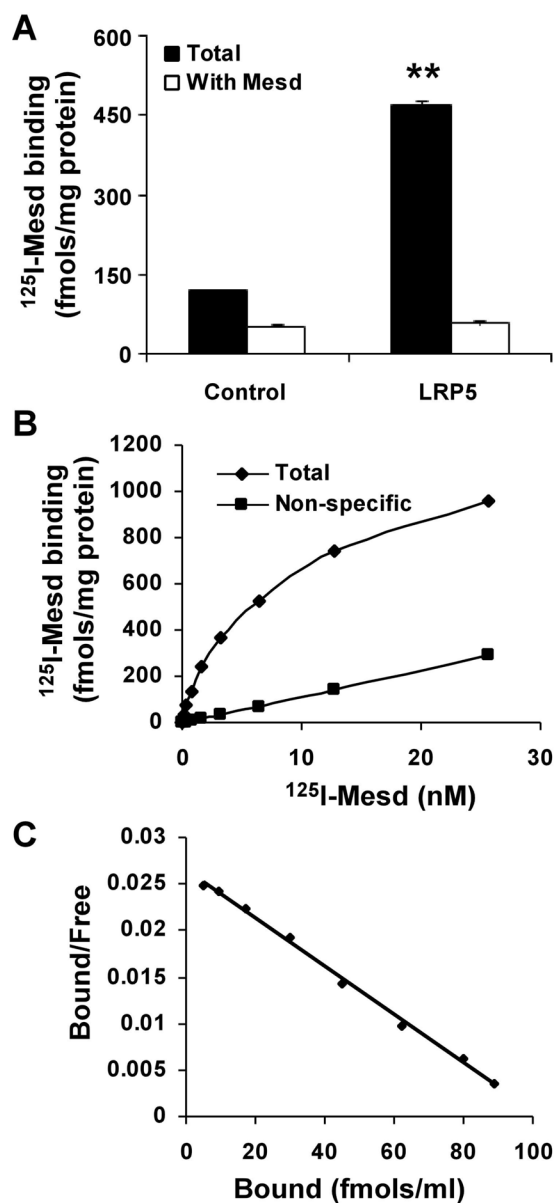 A
600
450
300
150
0
¹²⁵I-Mesd binding
(fmols/mg protein)
Total
With Mesd
**
Control
LRP5
B
1200
1000
800
600
400
200
0
¹²⁵I-Mesd binding
(fmols/mg protein)
Total
Non-specific
0
10
20
30
¹²⁵I-Mesd (nM)
C
0.03
0.025
0.02
0.015
0.01
0.005
0
Bound/Free
0
20
40
60
80
100
Bound (fmols/ml)